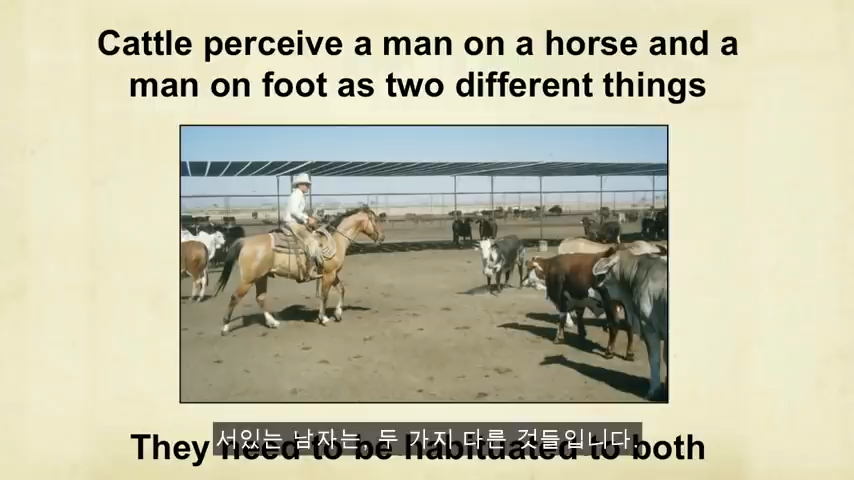 Cattle perceive a man on a horse and a
man on foot as two different things
They need to be habituated to both
서있는 남자는, 두 가지 다른 것들입니다.